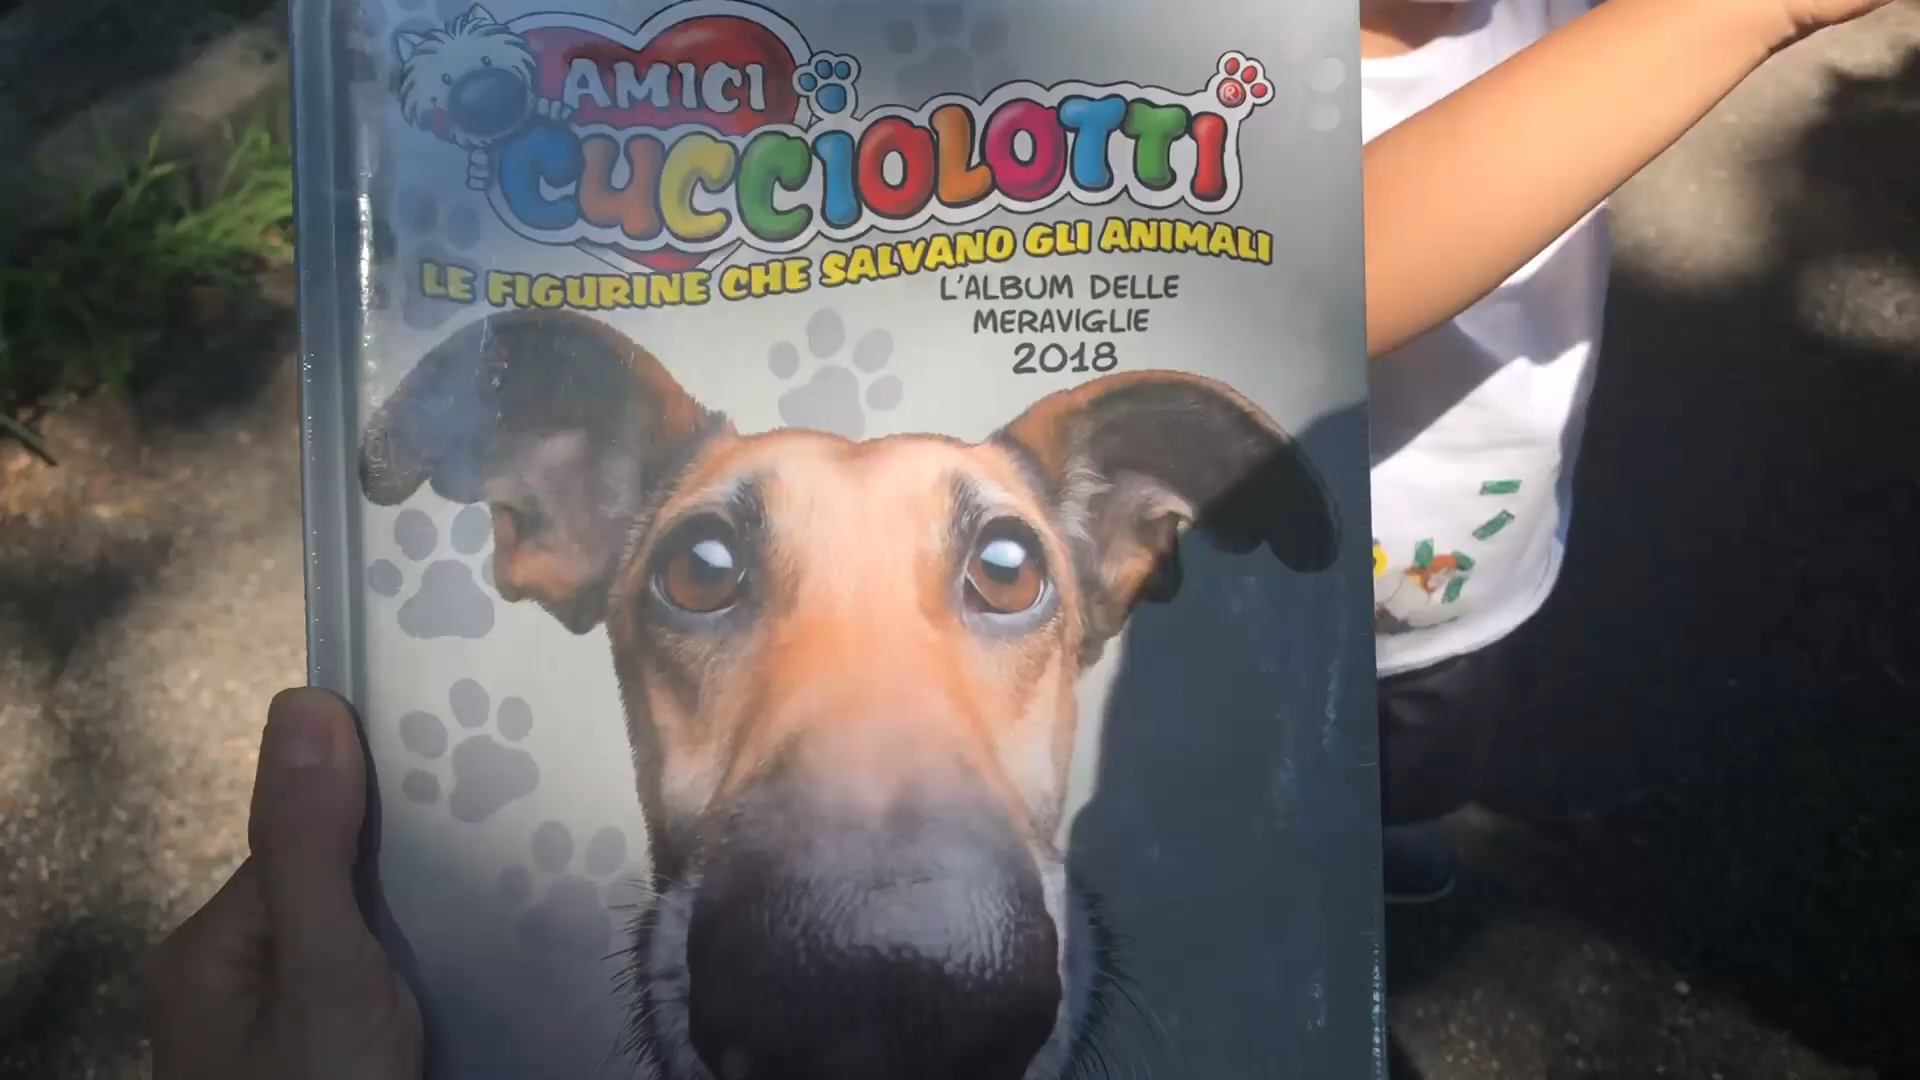 AMICI
CUCCIOLOTTI
®
LE FIGURINE CHE SALVANO GLI ANIMALI
L'ALBUM DELLE
MERAVIGLIE
2018